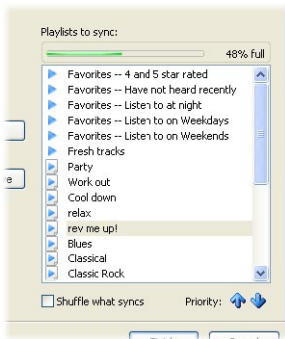 Playlists to sync:
48% full
Favorites -- 4 and 5 star rated
Favorites -- Have not heard recently
Favorites -- Listen to at night
Favorites -- Listen to on Weekdays
Favorites -- Listen to on Weekends
Fresh tracks
Party
Work out
Cool down
relax
rev me up!
Blues
Classical
Classic Rock
Shuffle what syncs Priority: